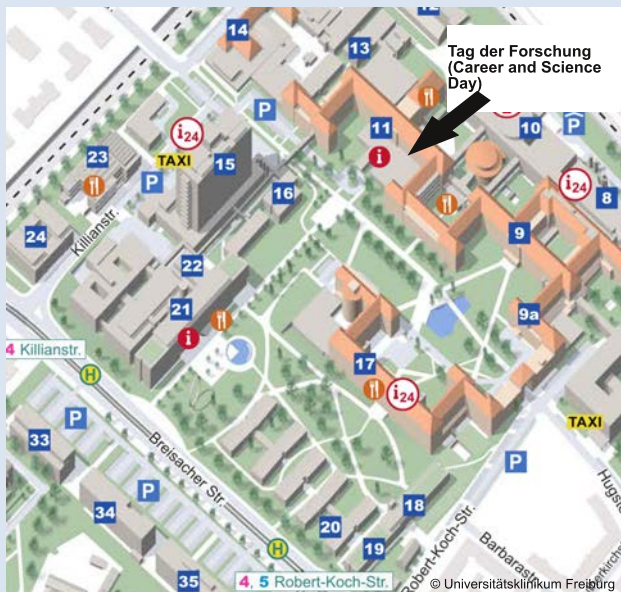 12
14
13
Tag der Forschung
(Career and Science
Day)
P
i24
11
10
P
23
TAXI
15
i
i24
8
P
16
24
Killianstr.
9
22
21
9a
i
4 Killianstr.
17
i24
H
P
TAXI
33
Breisacher Str.
P
P
34
18
20
H
19
Robert-Koch-Str.
Barbarastr
35
4, 5 Robert-Koch-Str.
© Universitätsklinikum Freiburg